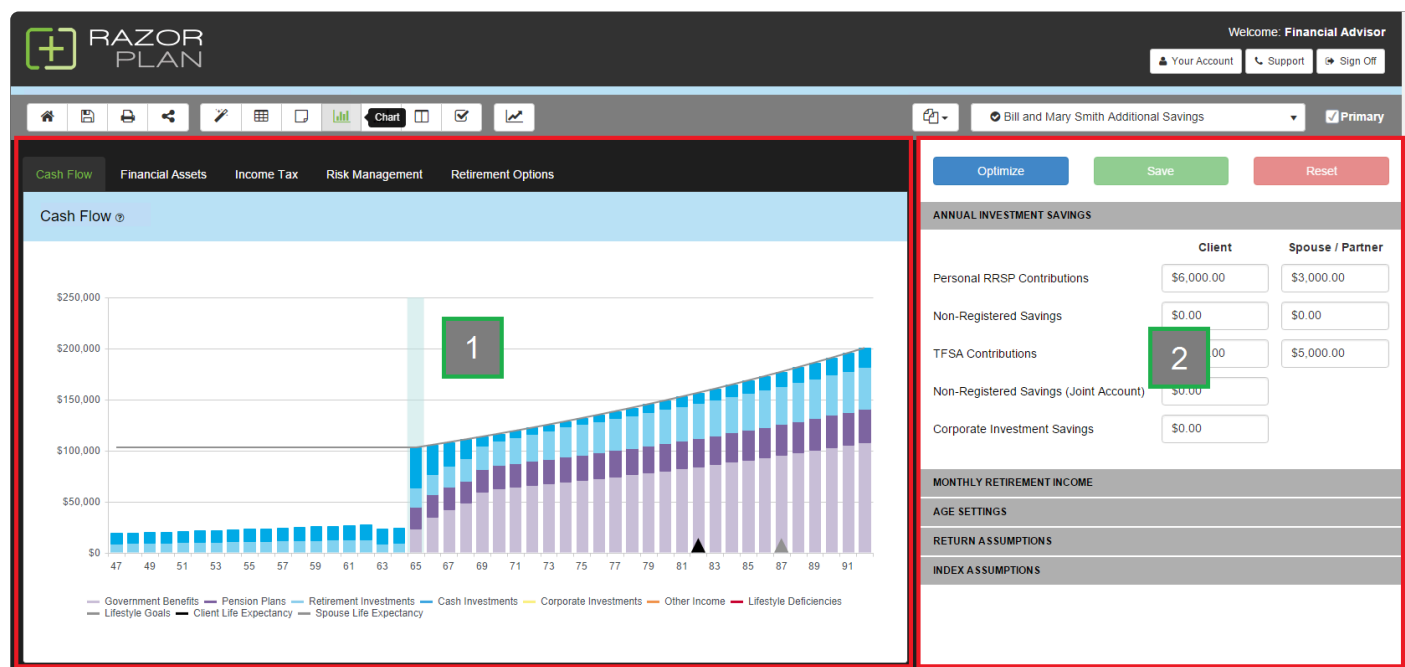 RAZOR
PLAN
Welcome: Financial Advisor
Your Account
Support
Sign Off
Chart
Bill and Mary Smith Additional Savings
Primary
Cash Flow
Financial Assets
Income Tax
Risk Management
Retirement Options
Cash Flow
$250,000
$200,000
$150,000
$100,000
$50,000
$0
47 49 51 53 55 57 59 61 63 65 67 69 71 73 75 77 79 81 83 85 87 89 91
Government Benefits Pension Plans Retirement Investments Cash Investments Corporate Investments Other Income Lifestyle Deficiencies
Lifestyle Goals Client Life Expectancy Spouse Life Expectancy
1
Optimize
Save
Reset
ANNUAL INVESTMENT SAVINGS
Client Spouse / Partner
Personal RRSP Contributions $6,000.00 $3,000.00
Non-Registered Savings $0.00 $0.00
TFSA Contributions 2 $5,000.00
Non-Registered Savings (Joint Account) $0.00
Corporate Investment Savings $0.00
MONTHLY RETIREMENT INCOME
AGE SETTINGS
RETURN ASSUMPTIONS
INDEX ASSUMPTIONS